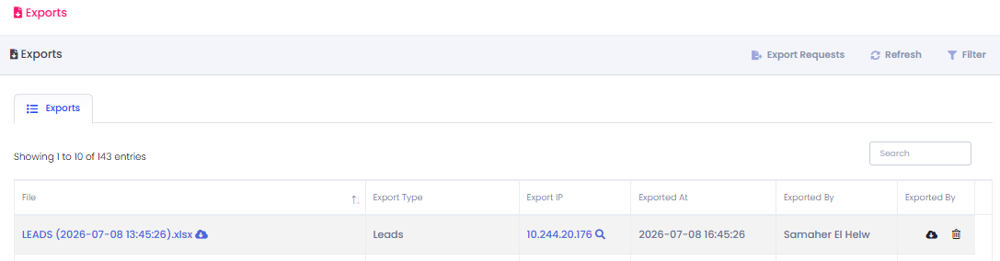 Exports
Exports
Export Requests
Refresh
Filter
Exports
Showing 1 to 10 of 143 entries
Search
File
Export Type
Export IP
Exported At
Exported By
Exported By
LEADS (2026-07-08 13:45:26).xlsx
Leads
10.244.20.176
2026-07-08 16:45:26
Samaher El Helw